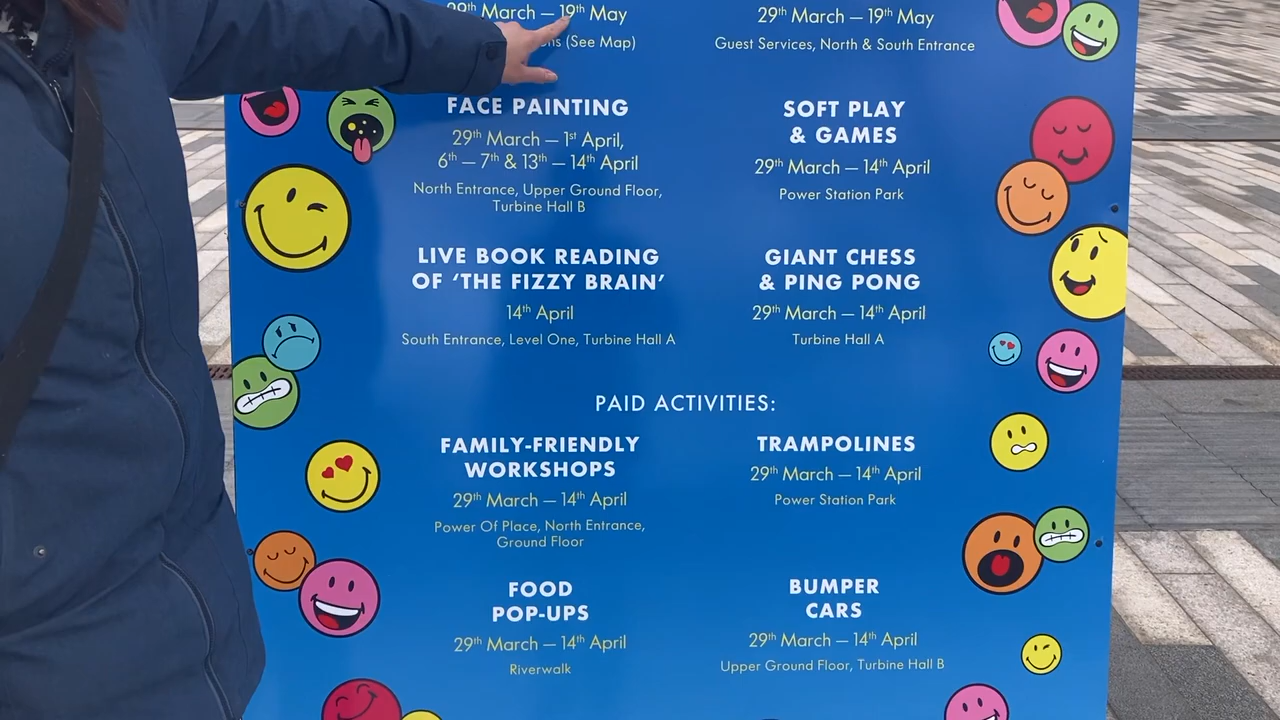 29th March – 19th May
(See Map)
29th March – 19th May
Guest Services, North & South Entrance
FACE PAINTING
29th March – 1st April,
6th – 7th & 13th – 14th April
North Entrance, Upper Ground Floor,
Turbine Hall B
SOFT PLAY
& GAMES
29th March – 14th April
Power Station Park
LIVE BOOK READING
OF ‘THE FIZZY BRAIN’
14th April
South Entrance, Level One, Turbine Hall A
GIANT CHESS
& PING PONG
29th March – 14th April
Turbine Hall A
PAID ACTIVITIES:
FAMILY-FRIENDLY
WORKSHOPS
29th March – 14th April
Power Of Place, North Entrance,
Ground Floor
TRAMPOLINES
29th March – 14th April
Power Station Park
FOOD
POP-UPS
29th March – 14th April
Riverwalk
BUMPER
CARS
29th March – 14th April
Upper Ground Floor, Turbine Hall B